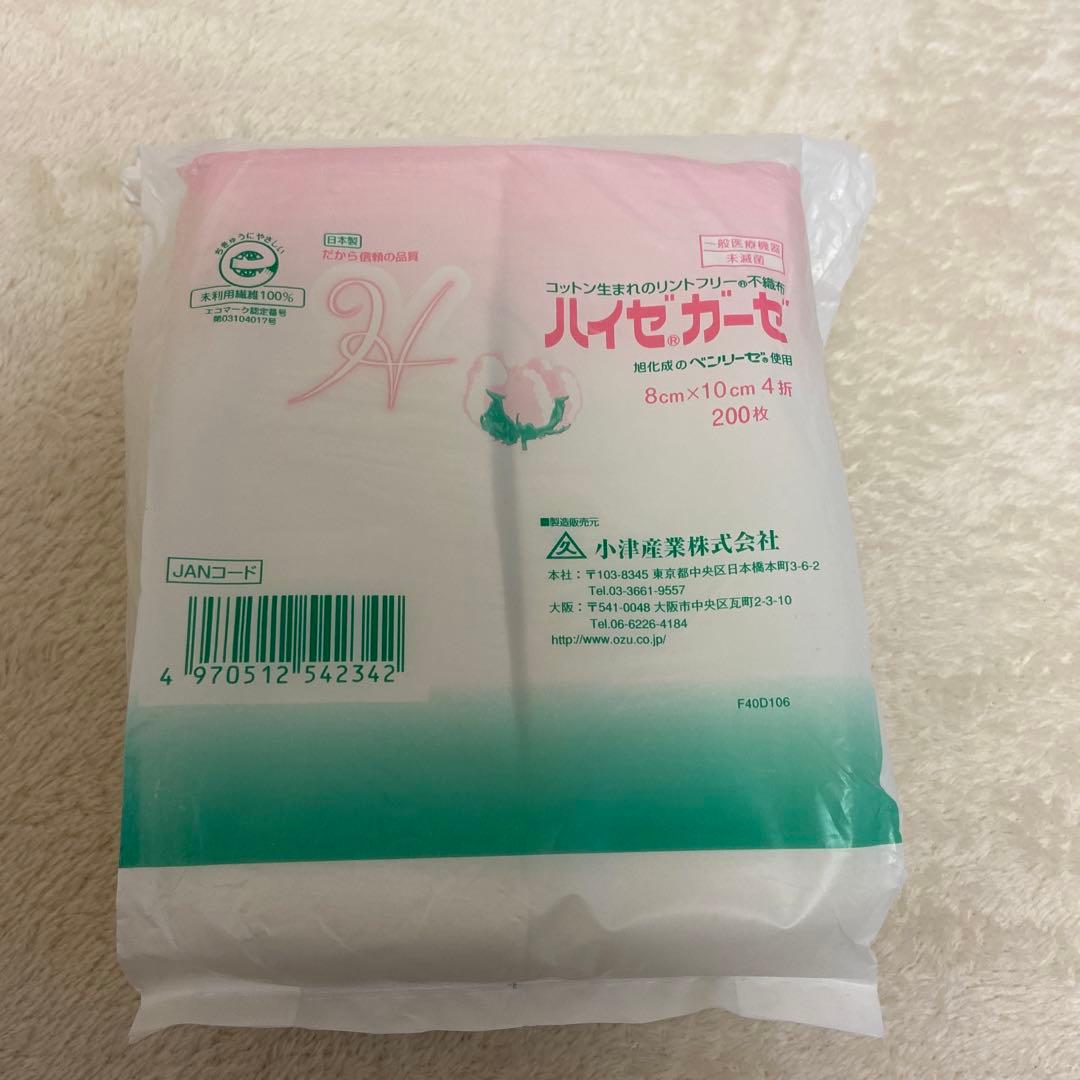 ちきゅうにやさしい
未利用繊維100%
エコマーク認定番号
第03104017号
日本製
だから信頼の品質
H
一般医療機器
未滅菌
コットン生まれのリントフリー®不織布
ハイゼ®ガーゼ
旭化成のベンリーゼ®使用
8cm×10cm 4折
200枚
■製造販売元
久 小津産業株式会社
本社：〒103-8345 東京都中央区日本橋本町3-6-2
Tel.03-3661-9557
大阪：〒541-0048 大阪市中央区瓦町2-3-10
Tel.06-6226-4184
http://www.ozu.co.jp/
JANコード
4 970512 542342
F40D106